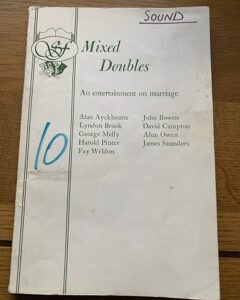 SOUND
Sf
Mixed
Doubles
An entertainment on marriage
Alan Ayckbourn
Lyndon Brook
George Melly
Harold Pinter
Fay Weldon
John Bowen
David Campton
Alun Owen
James Saunders
10